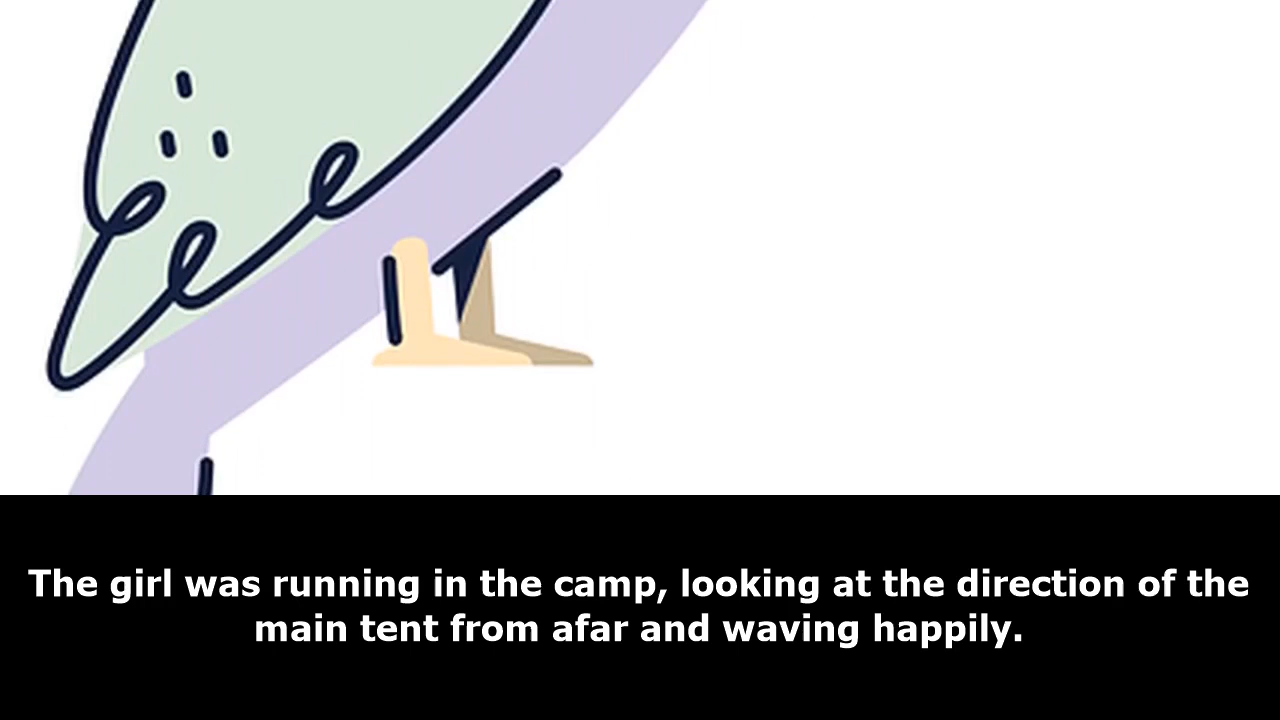 The girl was running in the camp, looking at the direction of the
main tent from afar and waving happily.